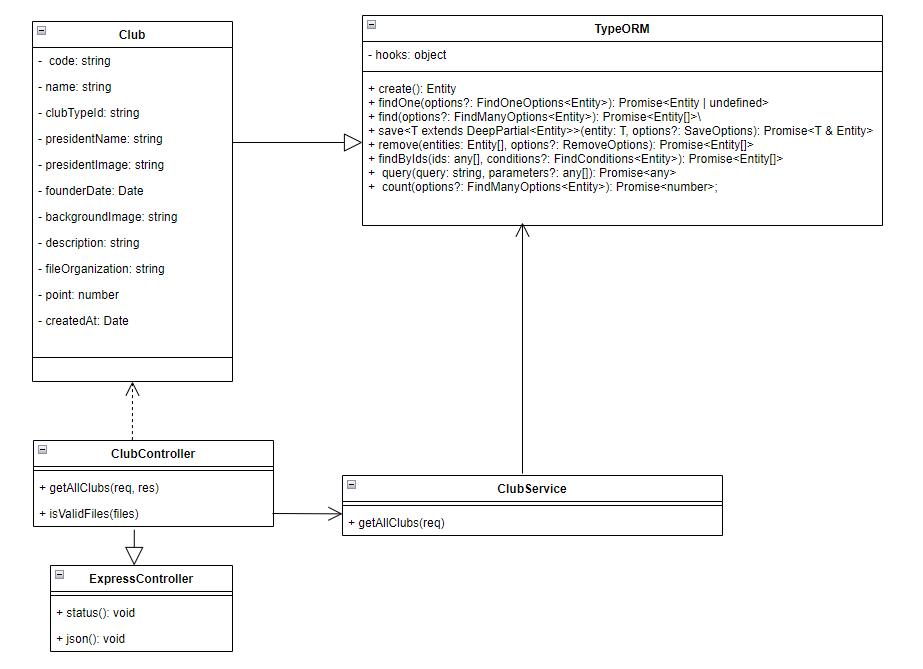 Club
- code: string
- name: string
- clubTypeId: string
- presidentName: string
- presidentImage: string
- founderDate: Date
- backgroundImage: string
- description: string
- fileOrganization: string
- point: number
- createdAt: Date
TypeORM
- hooks: object
+ create(): Entity
+ findOne(options?: FindOneOptions<Entity>): Promise<Entity | undefined>
+ find(options?: FindManyOptions<Entity>): Promise<Entity[]>\
+ save<T extends DeepPartial<Entity>>(entity: T, options?: SaveOptions): Promise<T & Entity>
+ remove(entities: Entity[], options?: RemoveOptions): Promise<Entity[]>
+ findByIds(ids: any[], conditions?: FindConditions<Entity>): Promise<Entity[]>
+ query(query: string, parameters?: any[]): Promise<any>
+ count(options?: FindManyOptions<Entity>): Promise<number>;
ClubController
+ getAllClubs(req, res)
+ isValidFiles(files)
ClubService
+ getAllClubs(req)
ExpressController
+ status(): void
+ json(): void